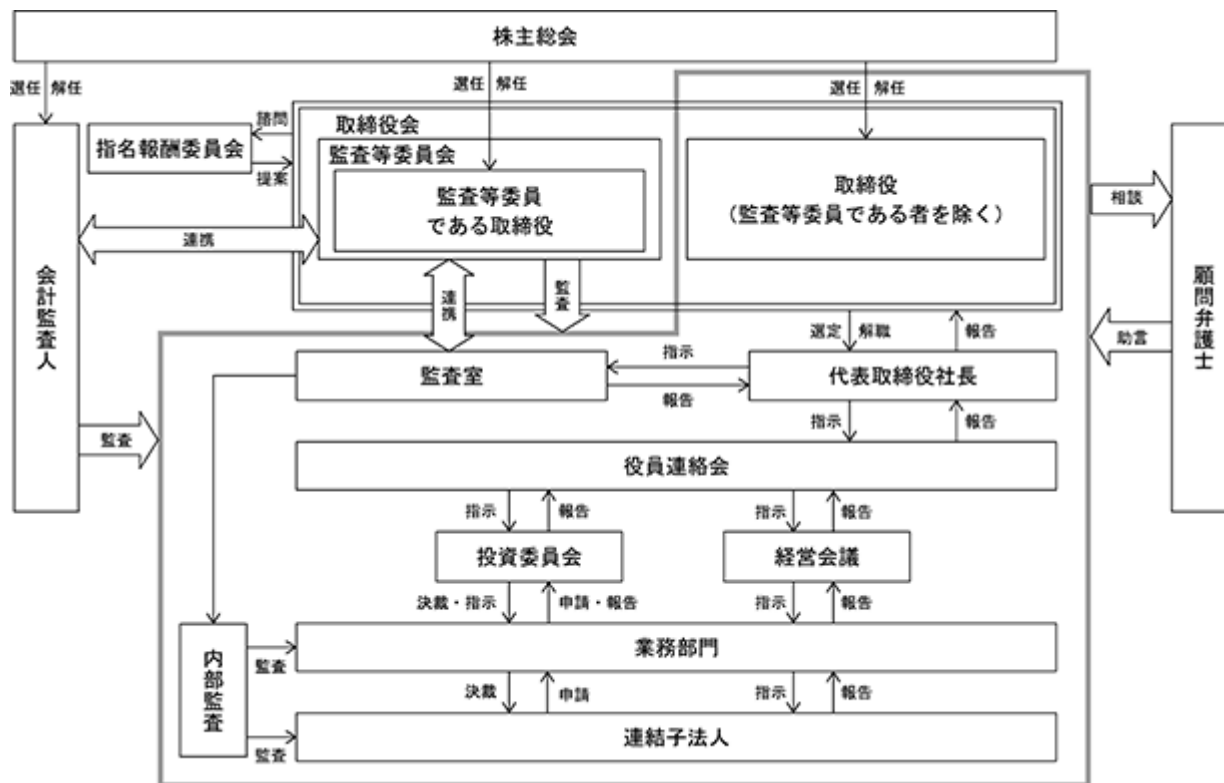 株主総会
選任 解任
選任 解任
選任 解任
諮問
指名報酬委員会
提案
取締役会
監査等委員会
監査等委員
である取締役
取締役
(監査等委員である者を除く)
相談
連携
会計監査人
顧問弁護士
連携
監査
選定 解職
報告
助言
監査室
指示
報告
代表取締役社長
監査
指示
報告
役員連絡会
指示
報告
指示
報告
投資委員会
経営会議
決裁・指示
申請・報告
指示
報告
内部監査
監査
業務部門
決裁
申請
指示
報告
監査
連結子法人